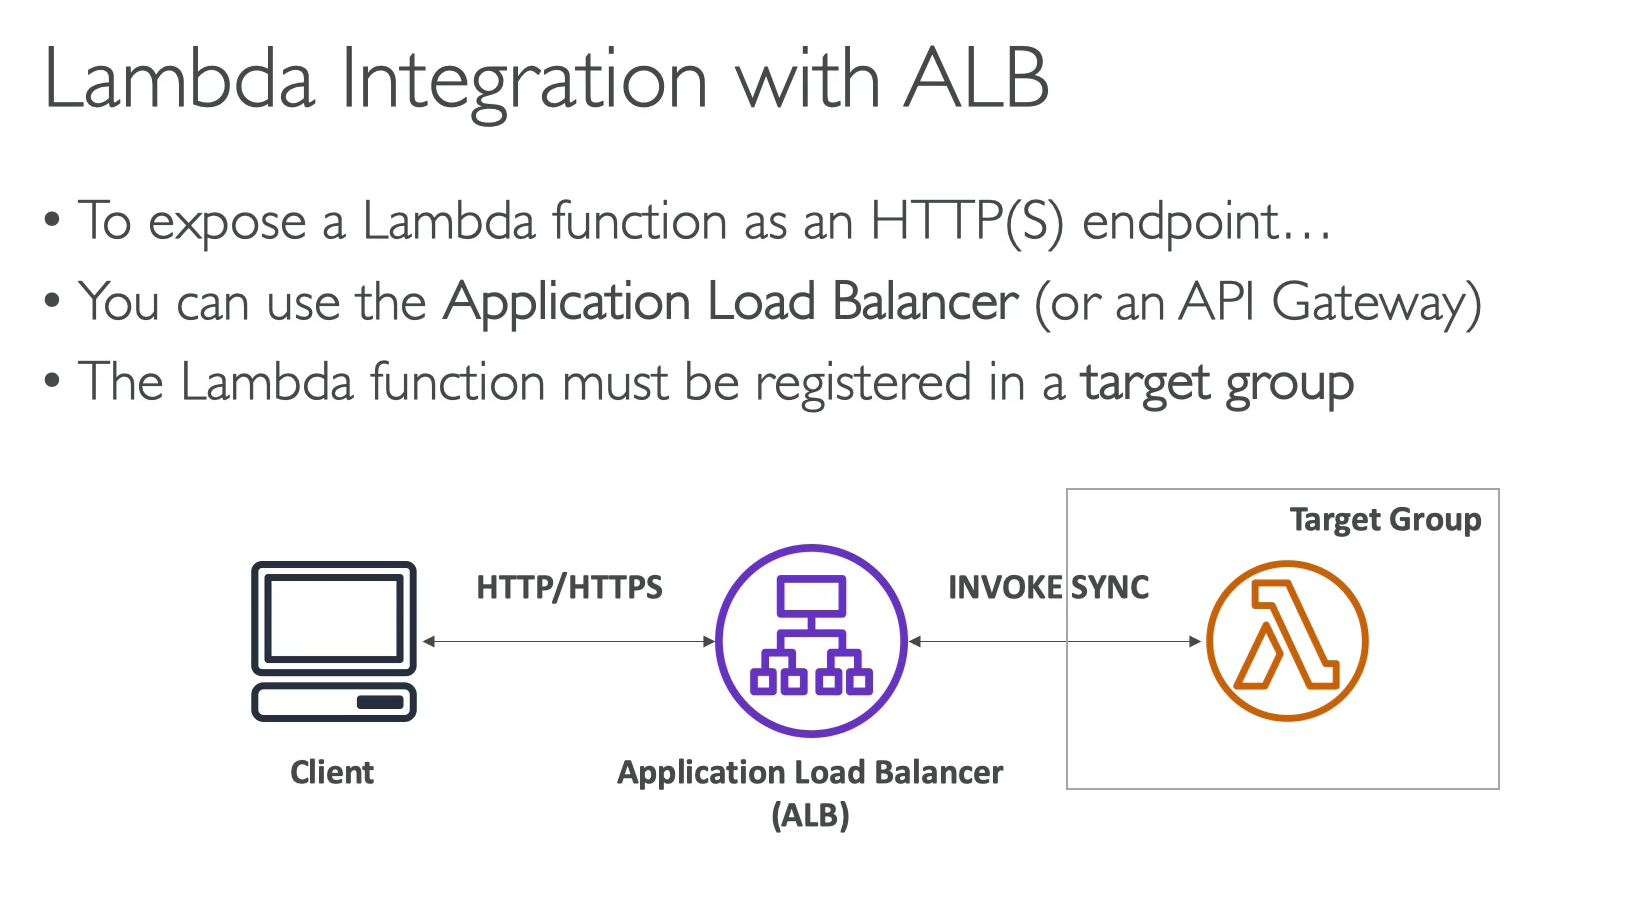 Lambda Integration with ALB
• To expose a Lambda function as an HTTP(S) endpoint…
• You can use the Application Load Balancer (or an API Gateway)
• The Lambda function must be registered in a target group
Target Group
HTTP/HTTPS
INVOKE SYNC
Client
Application Load Balancer
(ALB)